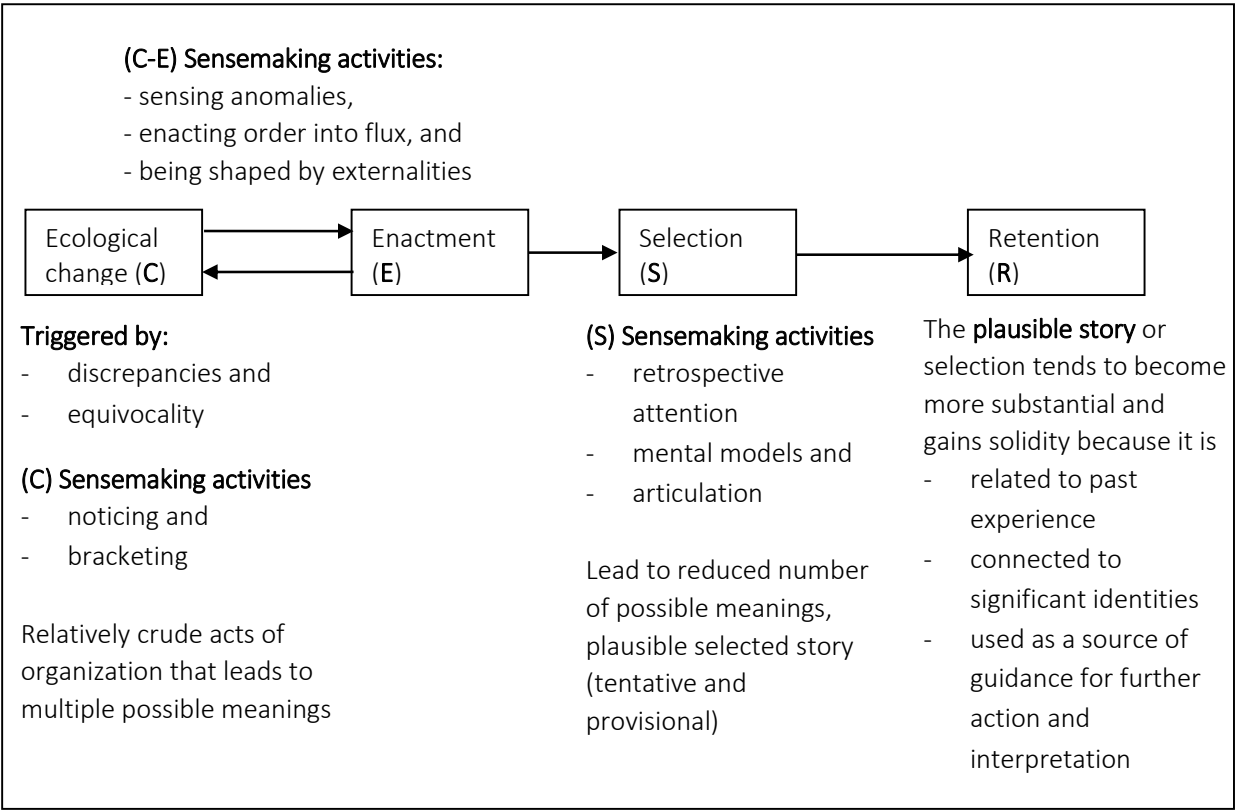 (C-E) Sensemaking activities:
- sensing anomalies,
- enacting order into flux, and
- being shaped by externalities
Ecological
change (C)
Enactment
(E)
Selection
(S)
Retention
(R)
Triggered by:
- discrepancies and
- equivocality
(C) Sensemaking activities
- noticing and
- bracketing
Relatively crude acts of
organization that leads to
multiple possible meanings
(S) Sensemaking activities
- retrospective
attention
- mental models and
- articulation
Lead to reduced number
of possible meanings,
plausible selected story
(tentative and
provisional)
The plausible story or
selection tends to become
more substantial and
gains solidity because it is
- related to past
experience
- connected to
significant identities
- used as a source of
guidance for further
action and
interpretation